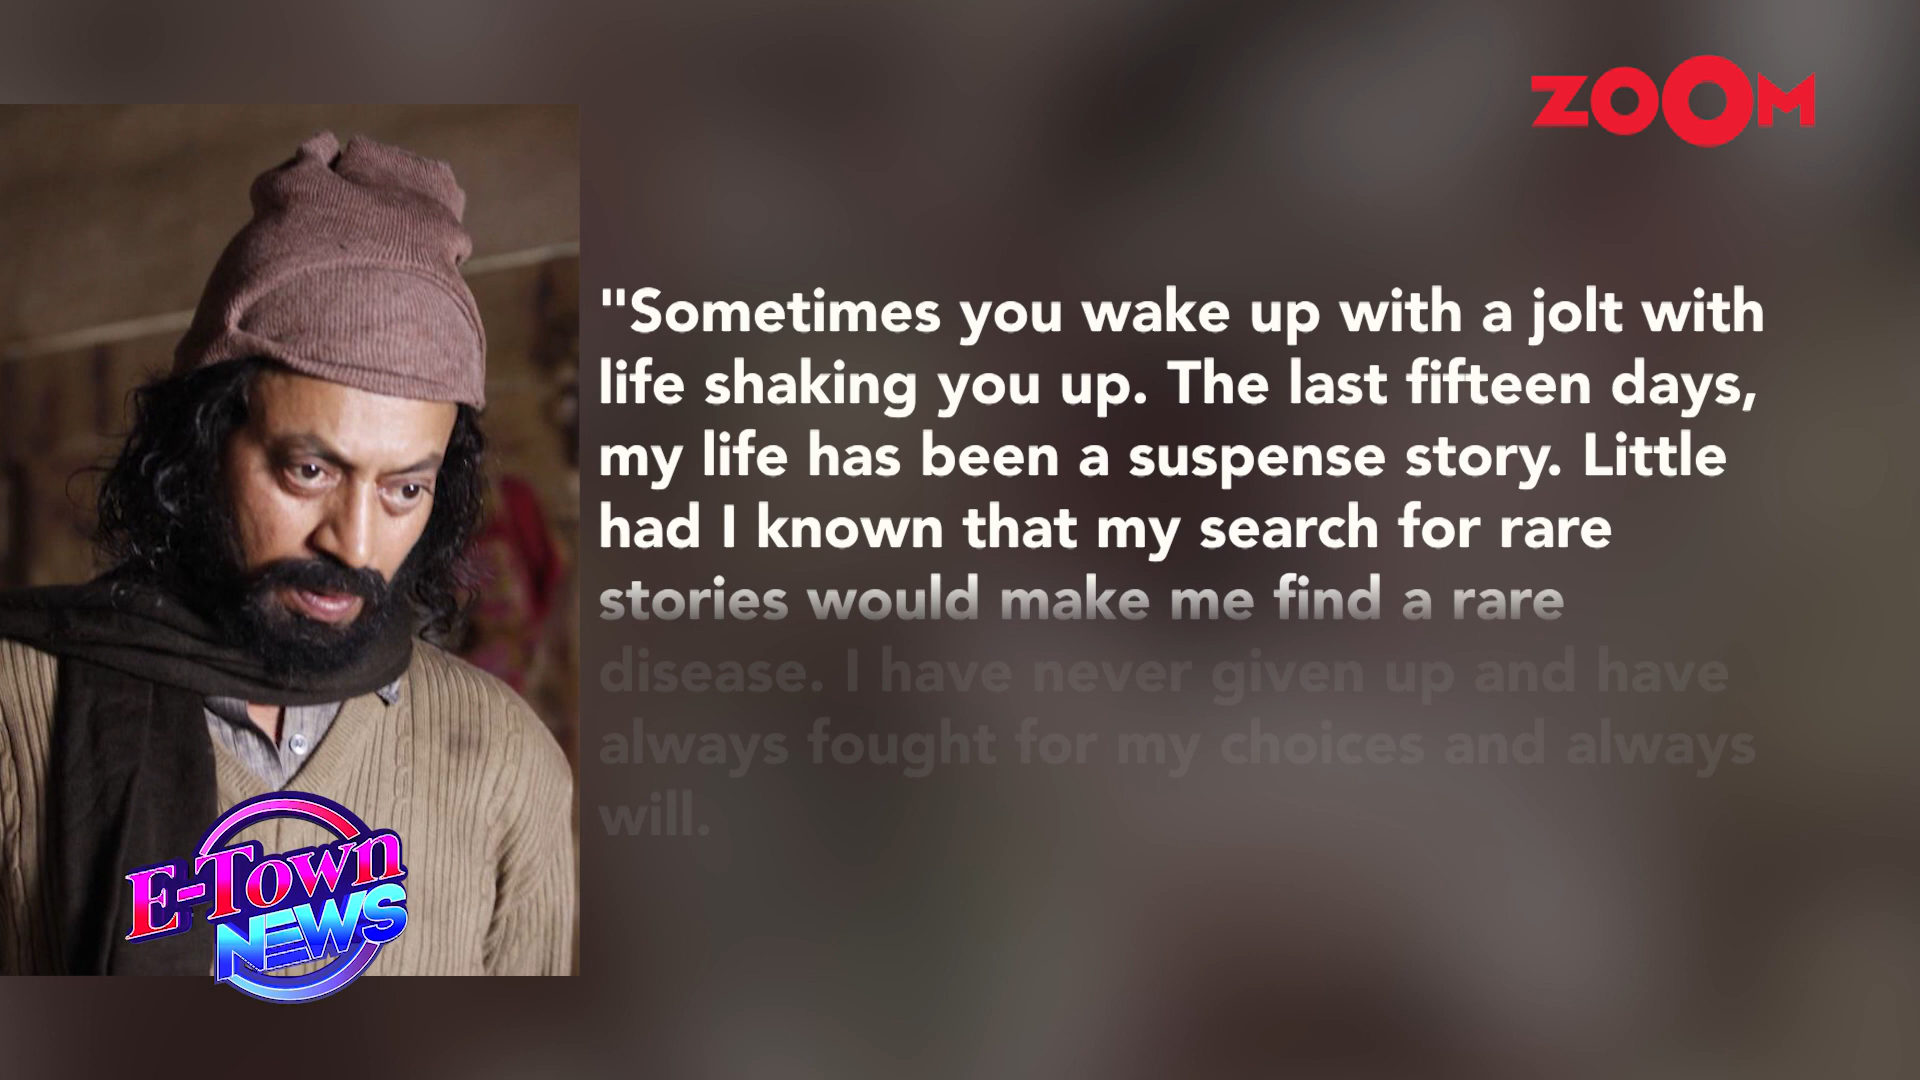 ZOOM
"Sometimes you wake up with a jolt with
life shaking you up. The last fifteen days,
my life has been a suspense story. Little
had I known that my search for rare
stories would make me find a rare
disease. I have never given up and have
always fought for my choices and always
will.
E-Town
NEWS